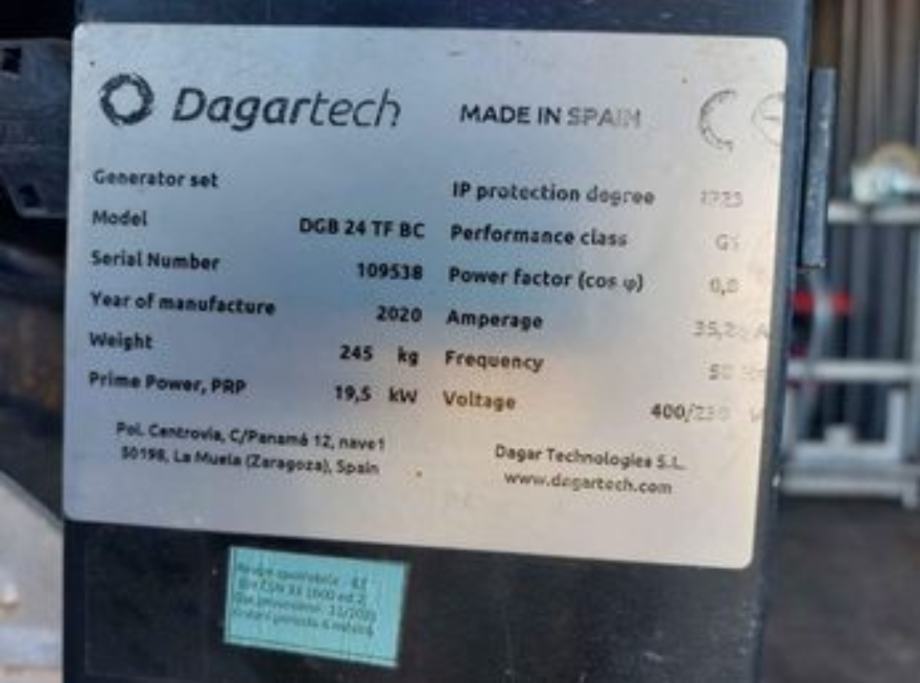 Dagartech MADE IN SPAIN
Generator set
Model DGB 24 TF BC
Serial Number 109538
Year of manufacture 2020
Weight 245 kg
Prime Power, PRP 19,5 kW
IP protection degree
Performance class
Power factor (cos φ)
Amperage
Frequency
Voltage 400/230
Pol. Centrovia, C/Panamá 12, nave1
50198, La Muela (Zaragoza), Spain
Dagar Technologies S.L.
www.dagartech.com